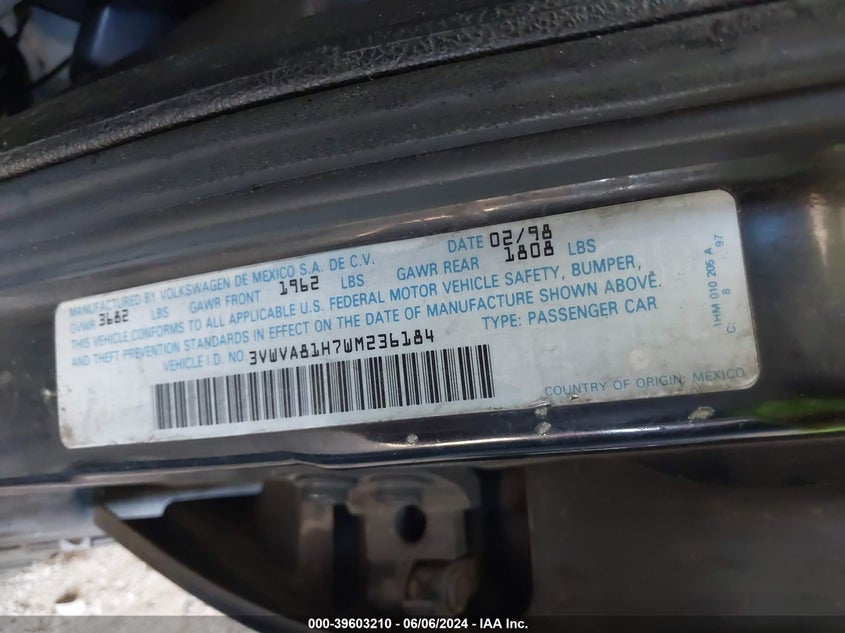 MANUFACTURED BY VOLKSWAGEN DE MEXICO S.A. DE C.V. DATE 02/98
GVWR 3682 LBS GAWR FRONT 1962 LBS GAWR REAR 1808 LBS
THIS VEHICLE CONFORMS TO ALL APPLICABLE U.S. FEDERAL MOTOR VEHICLE SAFETY, BUMPER,
AND THEFT PREVENTION STANDARDS IN EFFECT ON THE DATE OF MANUFACTURE SHOWN ABOVE.
VEHICLE I.D. NO. 3VWVA81H7WM236184 TYPE: PASSENGER CAR
COUNTRY OF ORIGIN: MEXICO
1HM 010 205 A
C: 8 97
000-39603210 - 06/06/2024 - IAA Inc.